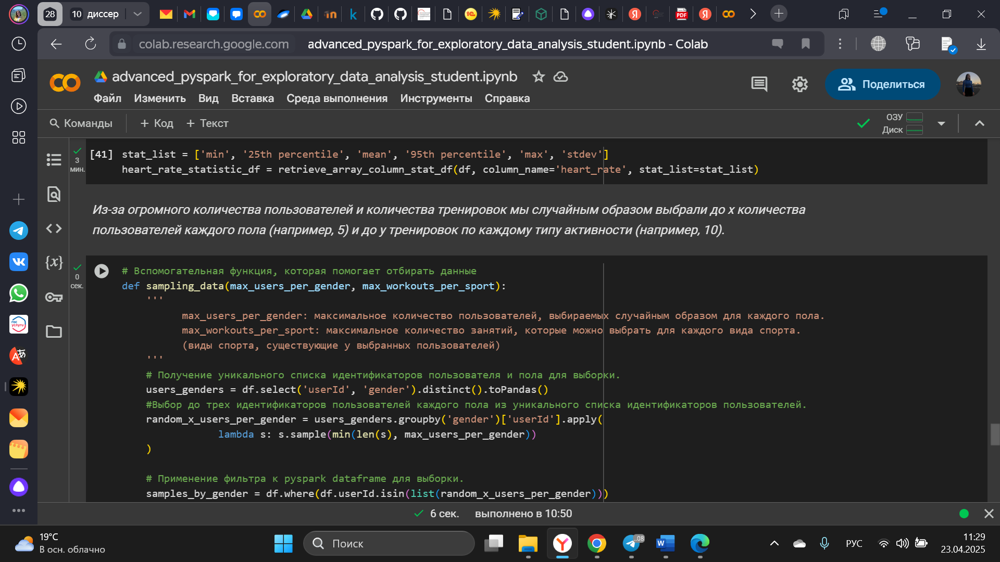 28
10 диссер
colab.research.google.com
advanced_pyspark_for_exploratory_data_analysis_student.ipynb - Colab
advanced_pyspark_for_exploratory_data_analysis_student.ipynb
Файл Изменить Вид Вставка Среда выполнения Инструменты Справка
Поделиться
Команды + Код + Текст
ОЗУ
Диск
3
мин.
[41] stat_list = ['min', '25th percentile', 'mean', '95th percentile', 'max', 'stdev']
heart_rate_statistic_df = retrieve_array_column_stat_df(df, column_name='heart_rate', stat_list=stat_list)
Из-за огромного количества пользователей и количества тренировок мы случайным образом выбрали до x количества
пользователей каждого пола (например, 5) и до y тренировок по каждому типу активности (например, 10).
0
сек.
# Вспомогательная функция, которая помогает отбирать данные
def sampling_data(max_users_per_gender, max_workouts_per_sport):
'''
max_users_per_gender: максимальное количество пользователей, выбираемых случайным образом для каждого пола.
max_workouts_per_sport: максимальное количество занятий, которые можно выбрать для каждого вида спорта.
(виды спорта, существующие у выбранных пользователей)
'''
# Получение уникального списка идентификаторов пользователя и пола для выборки.
users_genders = df.select('userId', 'gender').distinct().toPandas()
#Выбор до трех идентификаторов пользователей каждого пола из уникального списка идентификаторов пользователей.
random_x_users_per_gender = users_genders.groupby('gender')['userId'].apply(
lambda s: s.sample(min(len(s), max_users_per_gender))
)
# Применение фильтра к pyspark dataframe для выборки.
samples_by_gender = df.where(df.userId.isin(list(random_x_users_per_gender)))
6 сек. выполнено в 10:50
19°C
В осн. облачно
Поиск
РУС
11:29
23.04.2025